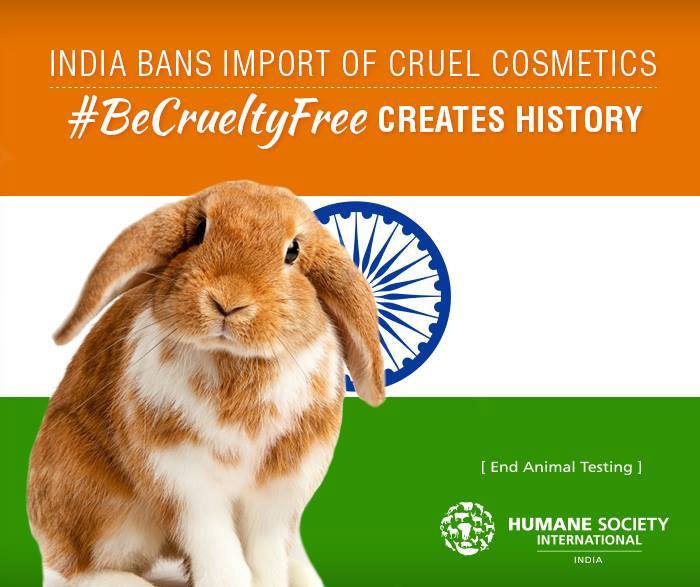 INDIA BANS IMPORT OF CRUEL COSMETICS
#BeCrueltyFree CREATES HISTORY
[ End Animal Testing ]
HUMANE SOCIETY
INTERNATIONAL
INDIA